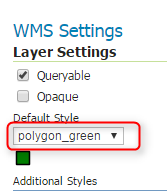 WMS Settings
Layer Settings
Queryable
Opaque
Default Style
polygon_green
Additional Styles